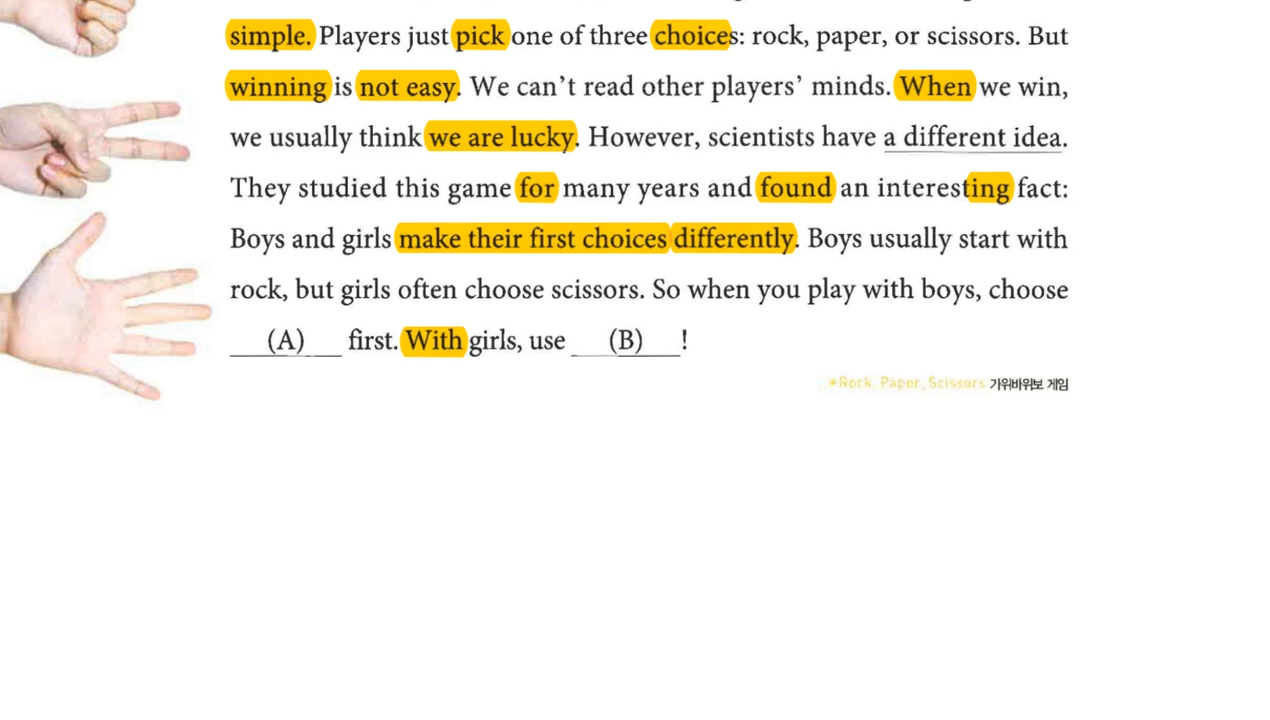 simple. Players just pick one of three choices: rock, paper, or scissors. But
winning is not easy. We can't read other players' minds. When we win,
we usually think we are lucky. However, scientists have a different idea.
They studied this game for many years and found an interesting fact:
Boys and girls make their first choices differently. Boys usually start with
rock, but girls often choose scissors. So when you play with boys, choose
(A) first. With girls, use (B) !
*Rock, Paper, Scissors 가위바위보 게임